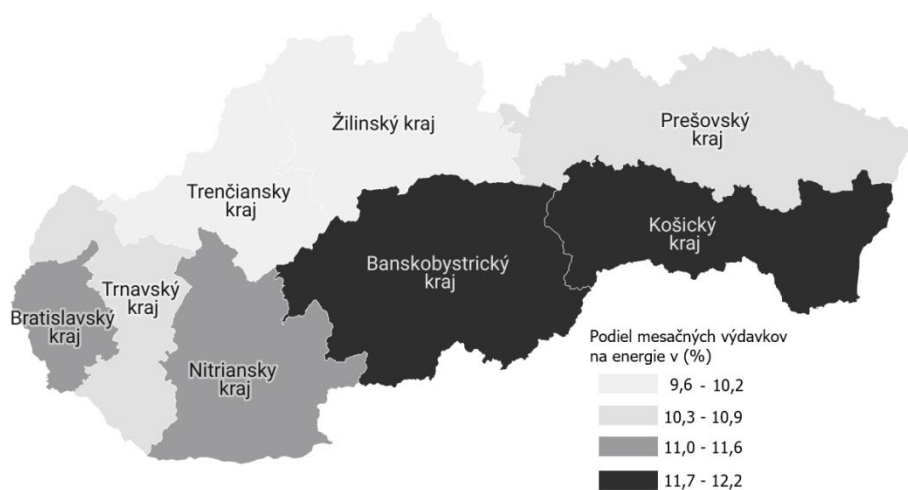 Žilinský kraj
Prešovský
kraj
Trenčiansky
kraj
Košický
kraj
Banskobystrický
kraj
Trnavský
kraj
Bratislavský
kraj
Nitriansky
kraj
Podiel mesačných výdavkov
na energie v (%)
9,6 - 10,2
10,3 - 10,9
11,0 - 11,6
11,7 - 12,2